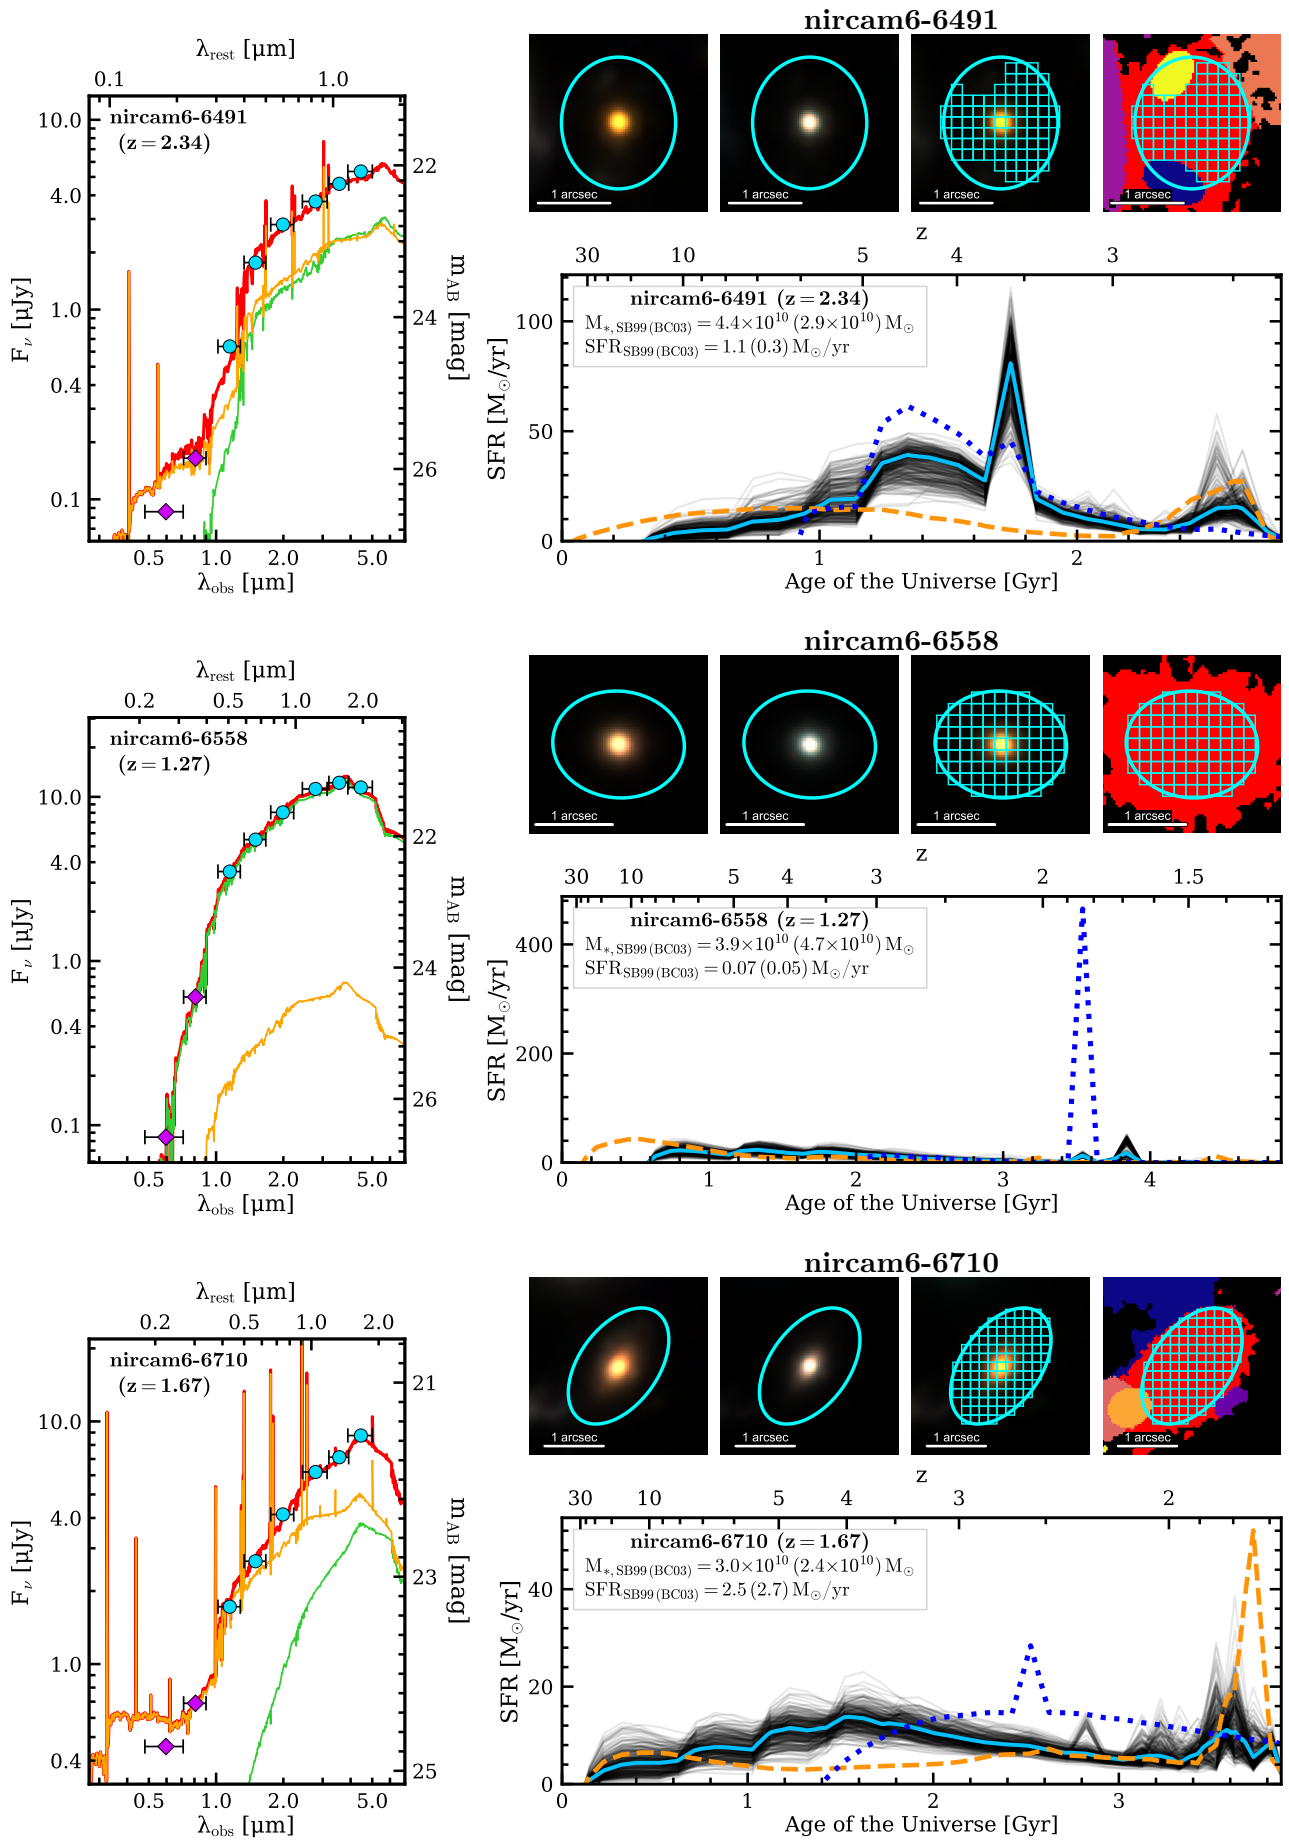 nircam6-6491
λrest [μm]
0.1 1.0
nircam6-6491
(z = 2.34)
10.0
4.0
1.0
0.4
0.1
Fν [μJy]
22
24
26
mAB [mag]
0.5 1.0 2.0 5.0
λobs [μm]
1 arcsec
1 arcsec
1 arcsec
1 arcsec
z
30 10 5 4 3
nircam6-6491 (z = 2.34)
M*,SB99(BC03) = 4.4×10^10 (2.9×10^10) M⊙
SFRSB99(BC03) = 1.1 (0.3) M⊙/yr
100
50
0
SFR [M⊙/yr]
0 1 2
Age of the Universe [Gyr]
nircam6-6558
λrest [μm]
0.2 0.5 1.0 2.0
nircam6-6558
(z = 1.27)
10.0
4.0
1.0
0.4
0.1
Fν [μJy]
22
24
26
mAB [mag]
0.5 1.0 2.0 5.0
λobs [μm]
1 arcsec
1 arcsec
1 arcsec
1 arcsec
z
30 10 5 4 3 2 1.5
nircam6-6558 (z = 1.27)
M*,SB99(BC03) = 3.9×10^10 (4.7×10^10) M⊙
SFRSB99(BC03) = 0.07 (0.05) M⊙/yr
400
200
0
SFR [M⊙/yr]
0 1 2 3 4
Age of the Universe [Gyr]
nircam6-6710
λrest [μm]
0.2 0.5 1.0 2.0
nircam6-6710
(z = 1.67)
10.0
4.0
1.0
0.4
Fν [μJy]
21
23
25
mAB [mag]
0.5 1.0 2.0 5.0
λobs [μm]
1 arcsec
1 arcsec
1 arcsec
1 arcsec
z
30 10 5 4 3 2
nircam6-6710 (z = 1.67)
M*,SB99(BC03) = 3.0×10^10 (2.4×10^10) M⊙
SFRSB99(BC03) = 2.5 (2.7) M⊙/yr
40
20
0
SFR [M⊙/yr]
0 1 2 3
Age of the Universe [Gyr]